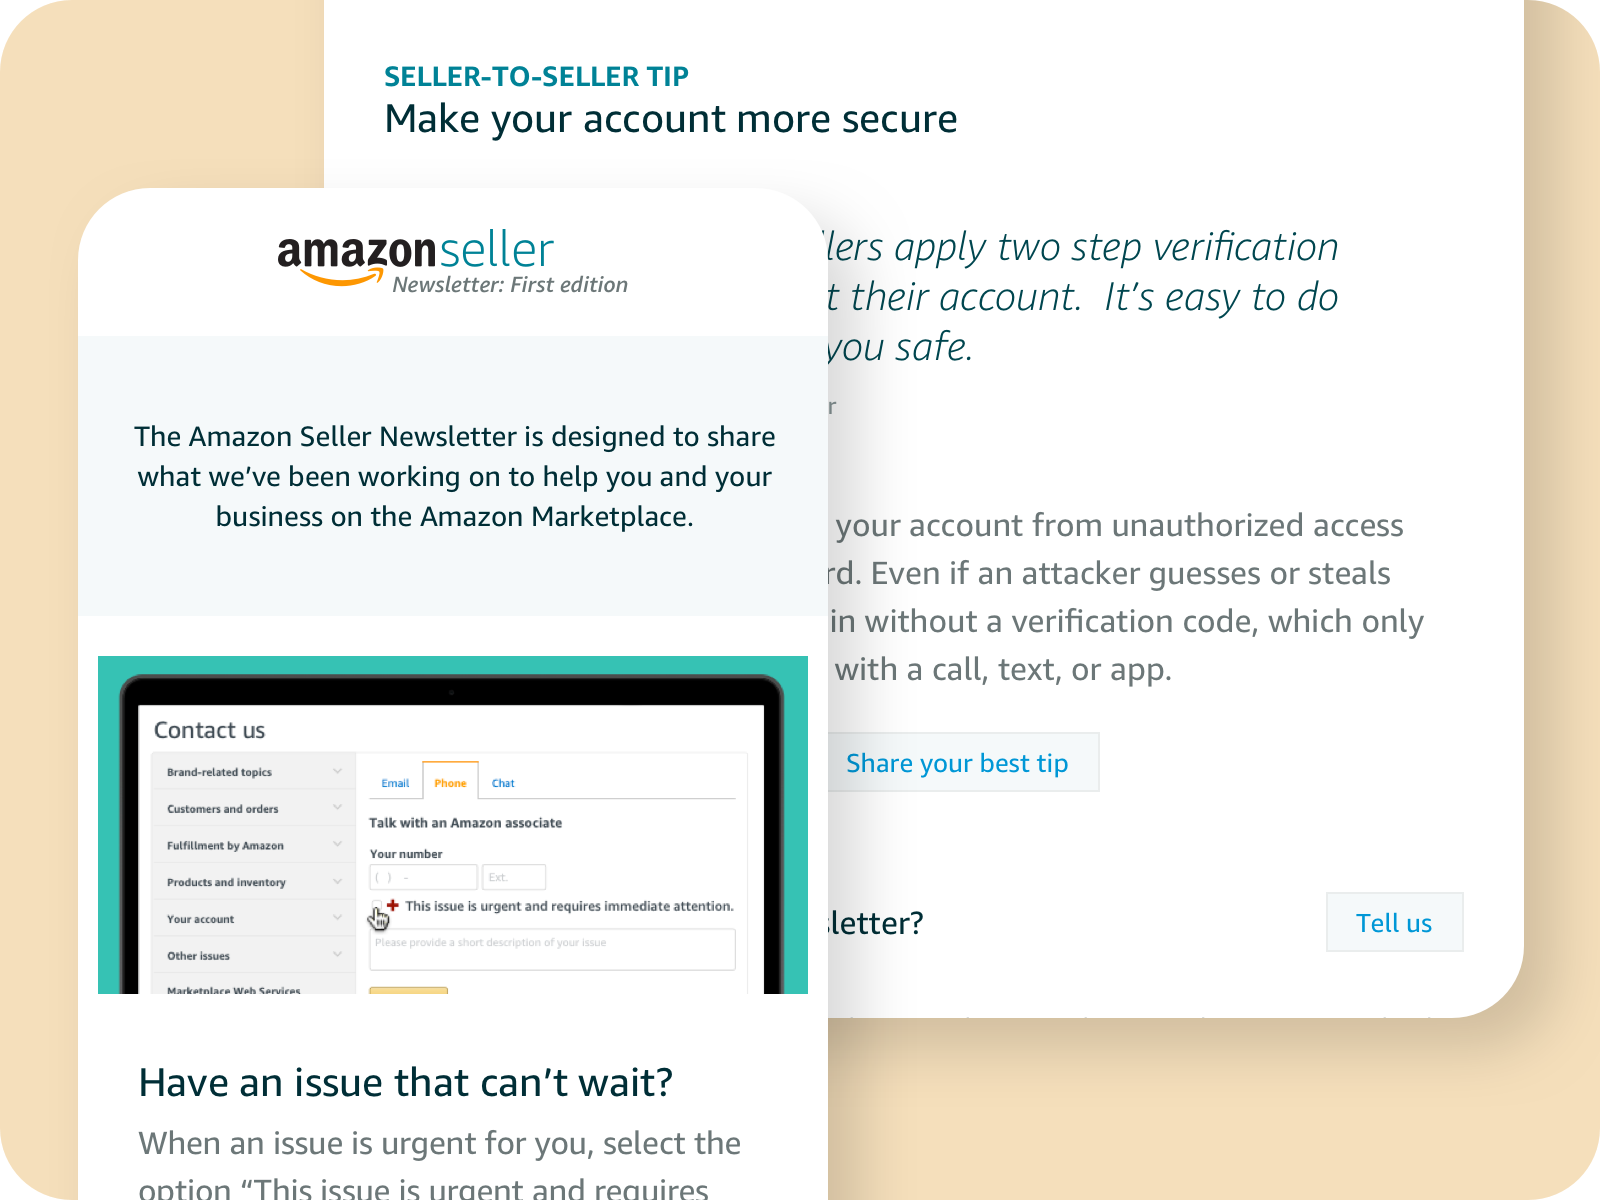 SELLER-TO-SELLER TIP
Make your account more secure
lers apply two step verification
t their account. It's easy to do
you safe.
r
your account from unauthorized access
rd. Even if an attacker guesses or steals
in without a verification code, which only
with a call, text, or app.
Share your best tip
sletter?
Tell us
amazonseller
Newsletter: First edition
The Amazon Seller Newsletter is designed to share
what we've been working on to help you and your
business on the Amazon Marketplace.
Contact us
Brand-related topics
Customers and orders
Fulfillment by Amazon
Products and inventory
Your account
Other issues
Marketplace Web Services
Email Phone Chat
Talk with an Amazon associate
Your number
( ) - Ext.
This issue is urgent and requires immediate attention.
Please provide a short description of your issue
Have an issue that can't wait?
When an issue is urgent for you, select the
option “This issue is urgent and requires